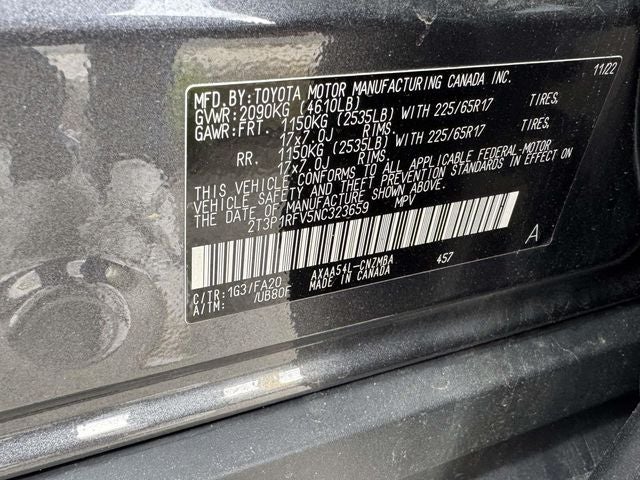 MFD.BY:TOYOTA MOTOR MANUFACTURING CANADA INC. 11/22
GVWR:2090KG (4610LB)
GAWR:FRT. 1150KG (2535LB) WITH 225/65R17 TIRES,
17x7.0J RIMS.
RR. 1150KG (2535LB) WITH 225/65R17 TIRES,
17x7.0J RIMS.
THIS VEHICLE CONFORMS TO ALL APPLICABLE FEDERAL-MOTOR
VEHICLE SAFETY AND THEFT PREVENTION STANDARDS IN EFFECT ON
THE DATE OF MANUFACTURE SHOWN ABOVE.
2T3P1RFV5NC323659 MPV
A
C/TR:1G3/FA20 AXAA54L-CNZMBA 457
A/TM: /UB80F MADE IN CANADA